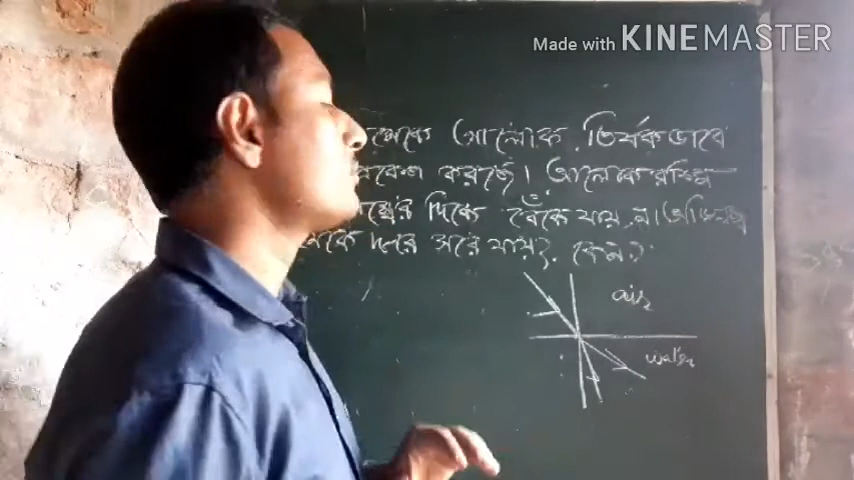 Made with KINEMASTER
থেকে আলোক তির্যকভাবে
প্রবেশ করছে। আলোকরশ্মি
দিকে বেঁকে যায় না অভিলম্ব
থেকে দূরে সরে যায়? কেন?
air
water